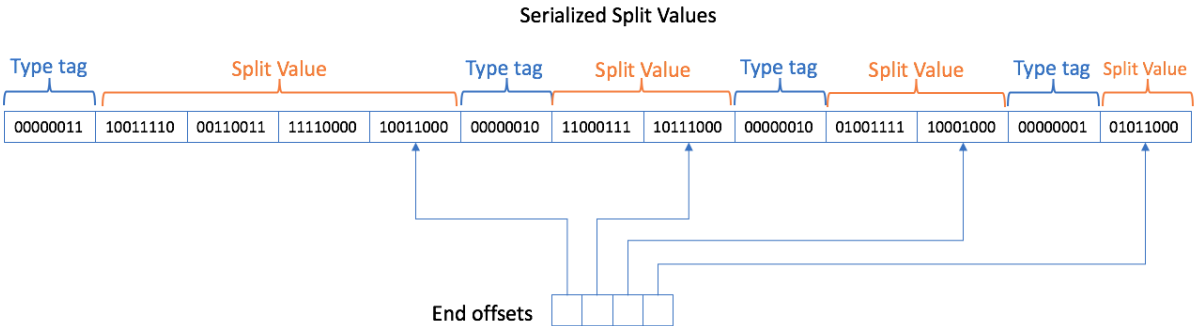 Serialized Split Values
Type tag Split Value Type tag Split Value Type tag Split Value Type tag Split Value
00000011 10011110 00110011 11110000 10011000 00000010 11000111 10111000 00000010 01001111 10001000 00000001 01011000
End offsets